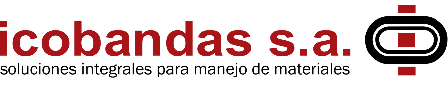 icobandas s.a.
soluciones integrales para manejo de materiales